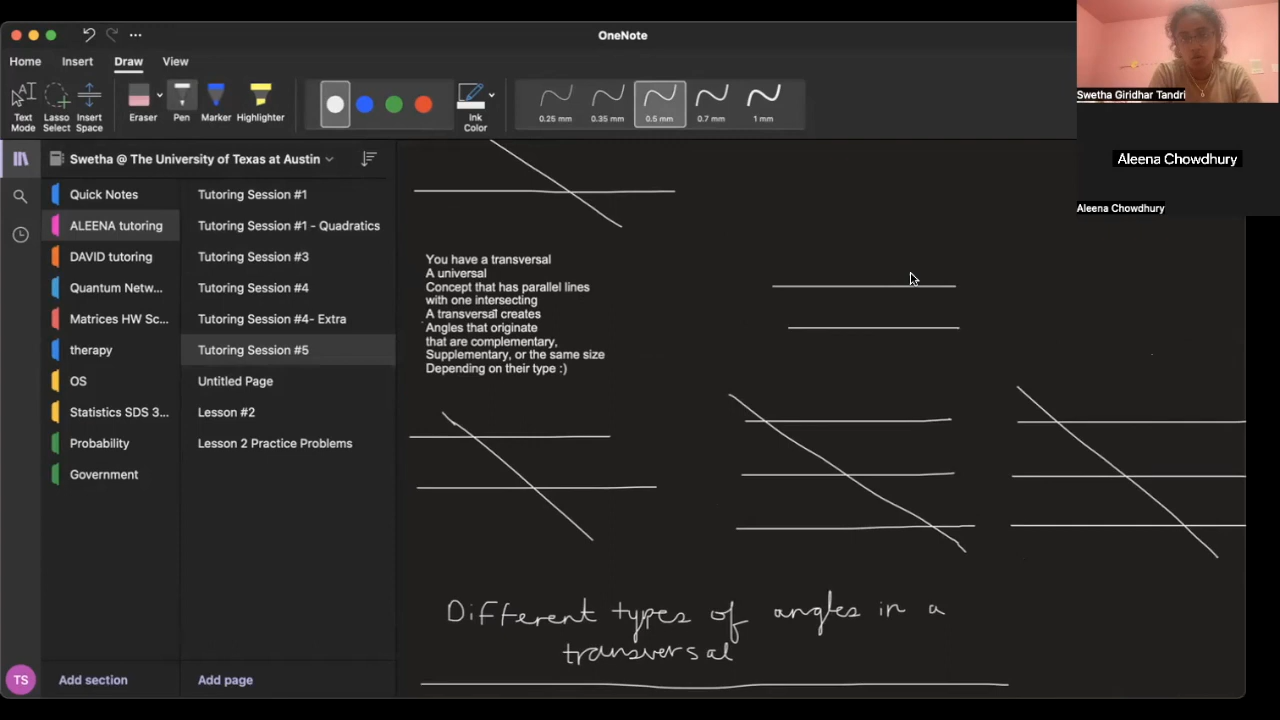 OneNote
Home Insert Draw View
Text Mode
Lasso Select
Insert Space
Eraser
Pen
Marker
Highlighter
Ink Color
0.25 mm
0.35 mm
0.5 mm
0.7 mm
1 mm
Swetha Giridhar Tandri
Aleena Chowdhury
Aleena Chowdhury
Swetha @ The University of Texas at Austin
Quick Notes
ALEENA tutoring
DAVID tutoring
Quantum Netw...
Matrices HW Sc...
therapy
OS
Statistics SDS 3...
Probability
Government
Tutoring Session #1
Tutoring Session #1 - Quadratics
Tutoring Session #3
Tutoring Session #4
Tutoring Session #4- Extra
Tutoring Session #5
Untitled Page
Lesson #2
Lesson 2 Practice Problems
You have a transversal
A universal
Concept that has parallel lines
with one intersecting
A transversal creates
Angles that originate
that are complementary,
Supplementary, or the same size
Depending on their type :)
Different types of angles in a
transversal
TS
Add section
Add page